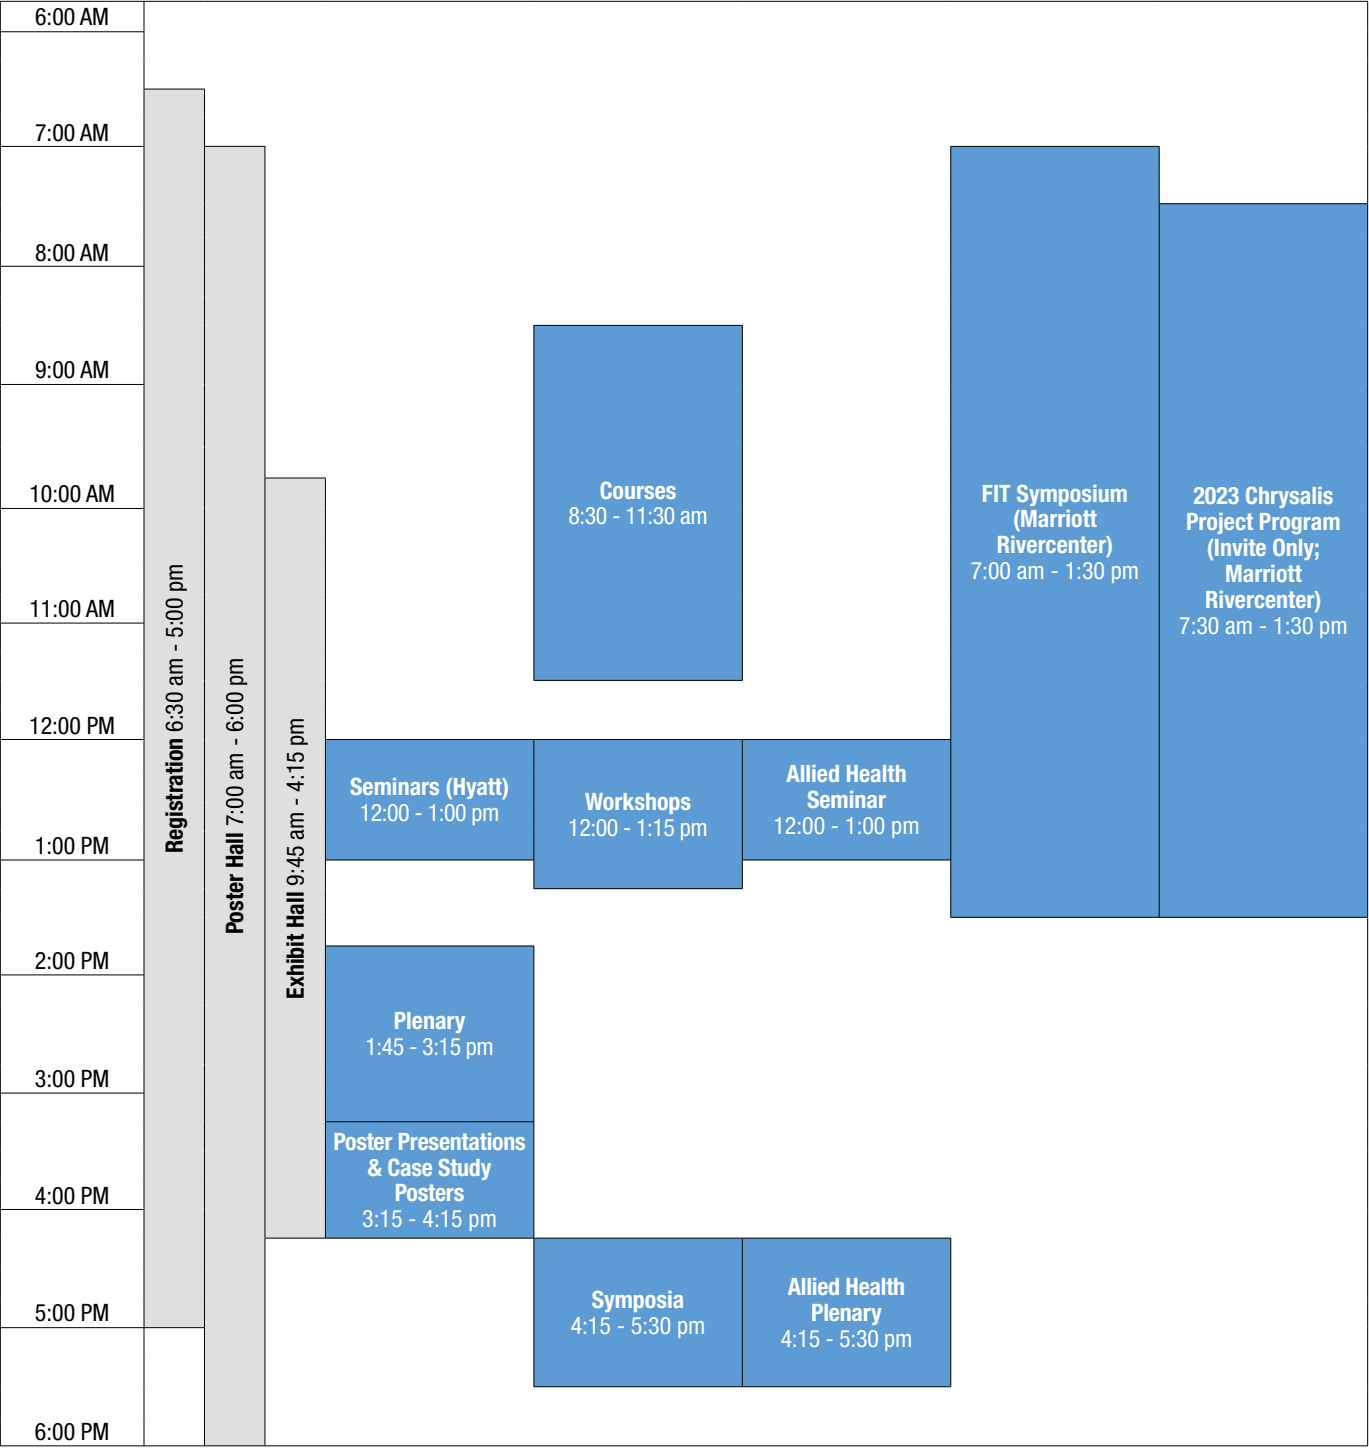 6:00 AM
7:00 AM
8:00 AM
9:00 AM
10:00 AM
11:00 AM
12:00 PM
1:00 PM
2:00 PM
3:00 PM
4:00 PM
5:00 PM
6:00 PM
Registration 6:30 am - 5:00 pm
Poster Hall 7:00 am - 6:00 pm
Exhibit Hall 9:45 am - 4:15 pm
Courses
8:30 - 11:30 am
FIT Symposium
(Marriott
Rivercenter)
7:00 am - 1:30 pm
2023 Chrysalis
Project Program
(Invite Only;
Marriott
Rivercenter)
7:30 am - 1:30 pm
Seminars (Hyatt)
12:00 - 1:00 pm
Workshops
12:00 - 1:15 pm
Allied Health
Seminar
12:00 - 1:00 pm
Plenary
1:45 - 3:15 pm
Poster Presentations
& Case Study
Posters
3:15 - 4:15 pm
Symposia
4:15 - 5:30 pm
Allied Health
Plenary
4:15 - 5:30 pm